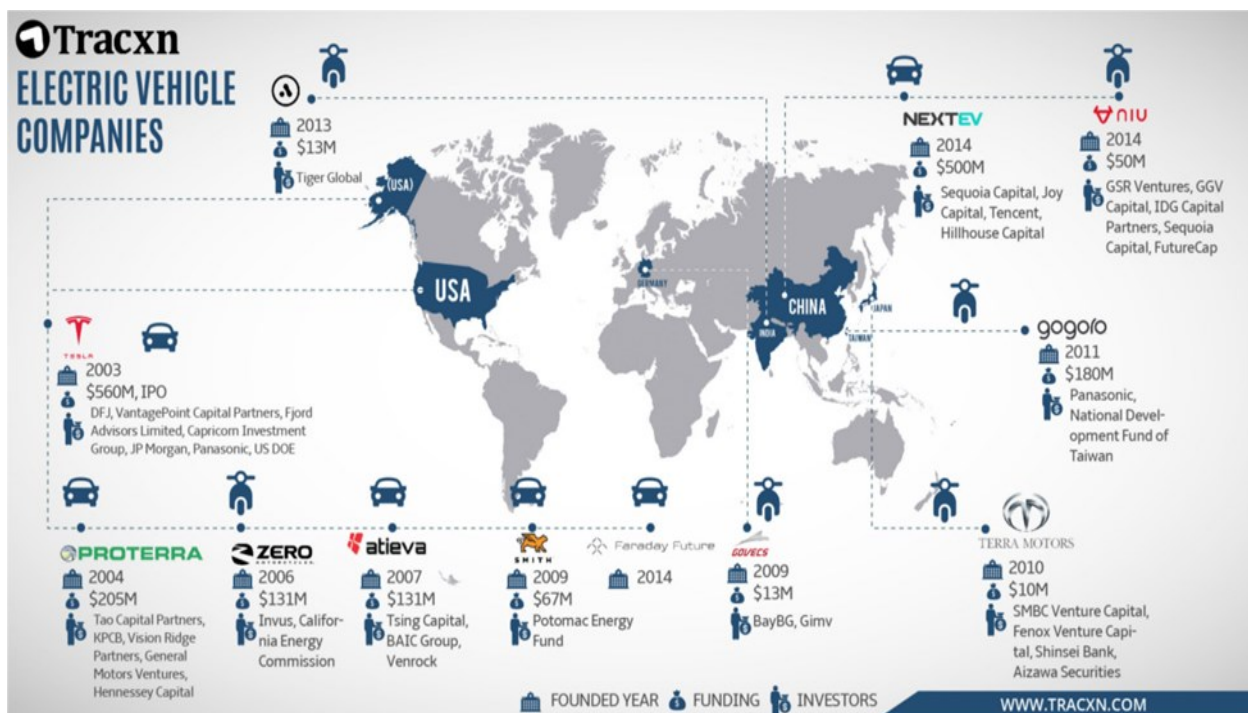 Tracxn
ELECTRIC VEHICLE
COMPANIES
2013
$13M
Tiger Global
NEXTEV
2014
$500M
Sequoia Capital, Joy
Capital, Tencent,
Hillhouse Capital
NIU
2014
$50M
GSR Ventures, GGV
Capital, IDG Capital
Partners, Sequoia
Capital, FutureCap
(USA)
USA
GERMANY
CHINA
INDIA
JAPAN
TAIWAN
TESLA
2003
$560M, IPO
DFJ, VantagePoint Capital Partners, Fjord
Advisors Limited, Capricorn Investment
Group, JP Morgan, Panasonic, US DOE
gogoro
2011
$180M
Panasonic,
National Devel-
opment Fund of
Taiwan
PROTERRA
2004
$205M
Tao Capital Partners,
KPCB, Vision Ridge
Partners, General
Motors Ventures,
Hennessey Capital
ZERO
MOTORCYCLES
2006
$131M
Invus, Califor-
nia Energy
Commission
atieva
2007
$131M
Tsing Capital,
BAIC Group,
Venrock
SMITH
2009
$67M
Potomac Energy
Fund
Faraday Future
2014
GOVECS
2009
$13M
BayBG, Gimv
TERRA MOTORS
2010
$10M
SMBC Venture Capital,
Fenox Venture Capi-
tal, Shinsei Bank,
Aizawa Securities
FOUNDED YEAR
FUNDING
INVESTORS
WWW.TRACXN.COM